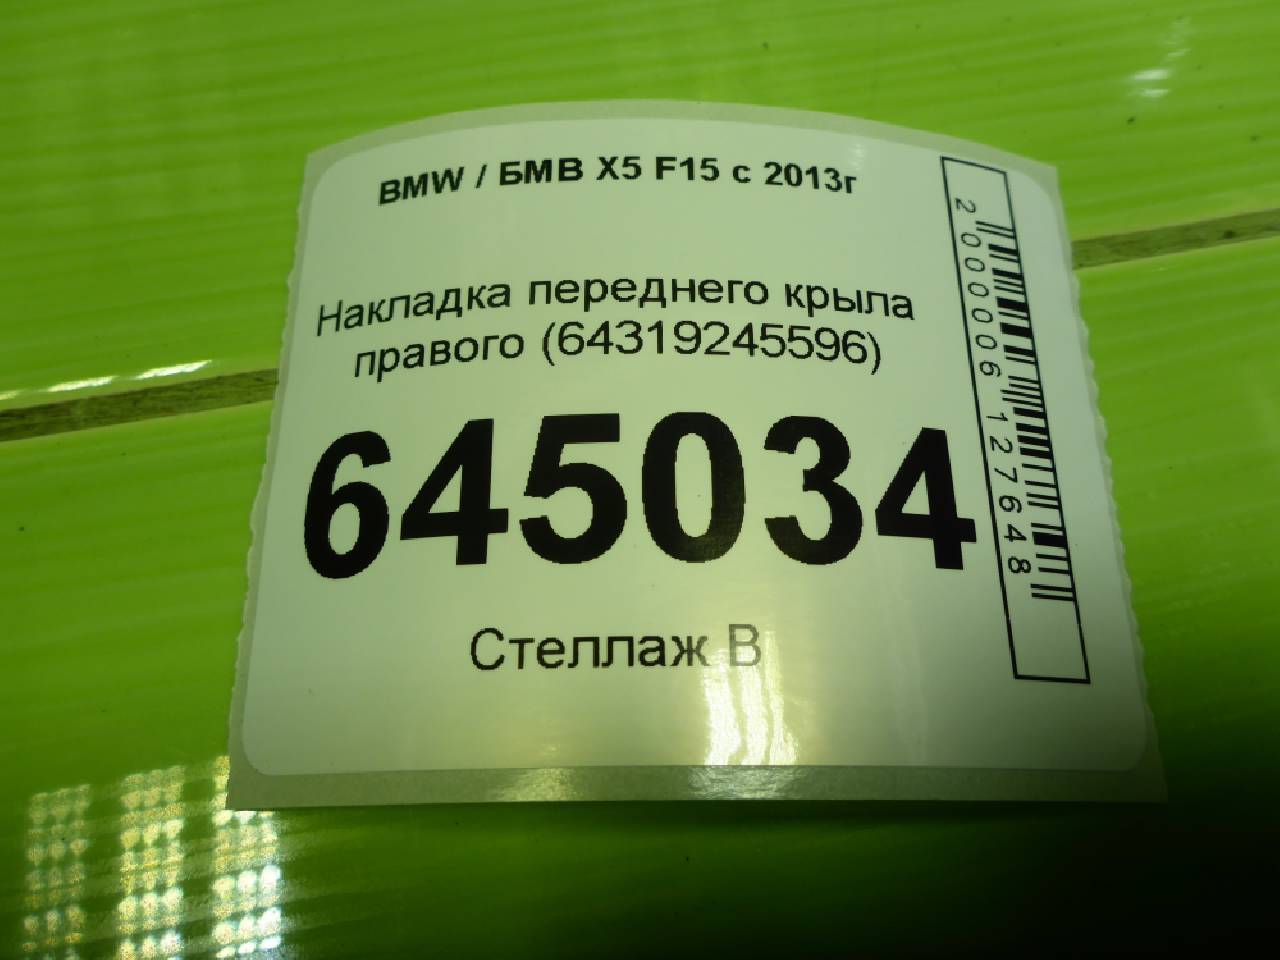 BMW / БМВ X5 F15 с 2013г
Накладка переднего крыла
правого (64319245596)
645034
Стеллаж В
2000006127648